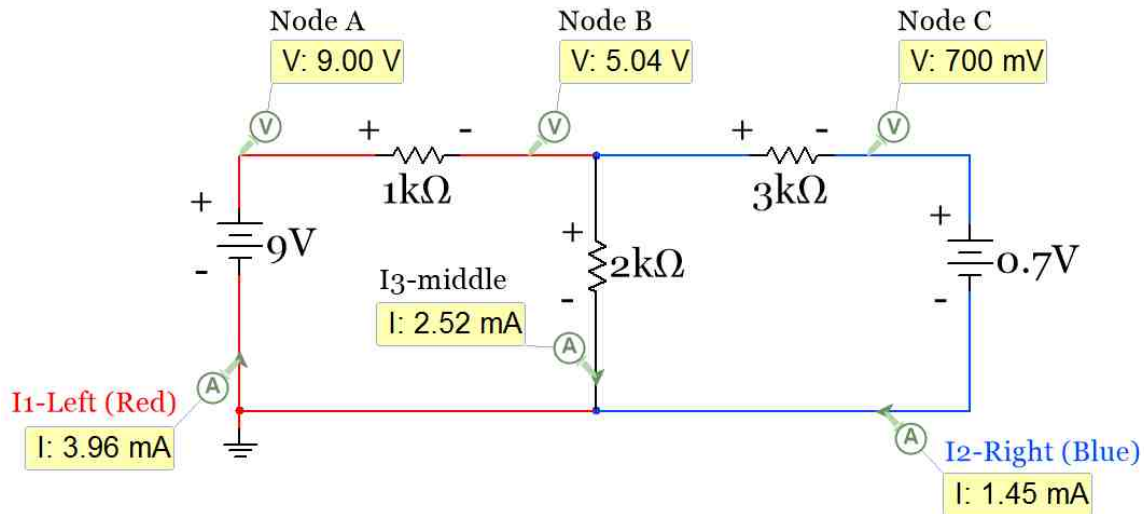 Node A
V: 9.00 V
Node B
V: 5.04 V
Node C
V: 700 mV
V
V
V
+
-
+
-
1kΩ
3kΩ
+
-
9V
+
-
2kΩ
+
-
0.7V
I3-middle
I: 2.52 mA
A
A
I1-Left (Red)
I: 3.96 mA
A
I2-Right (Blue)
I: 1.45 mA